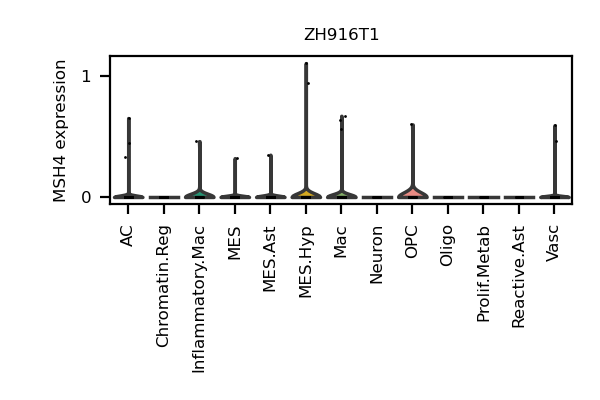 ZH916T1
MSH4 expression
1
0
AC
Chromatin.Reg
Inflammatory.Mac
MES
MES.Ast
MES.Hyp
Mac
Neuron
OPC
Oligo
Prolif.Metab
Reactive.Ast
Vasc